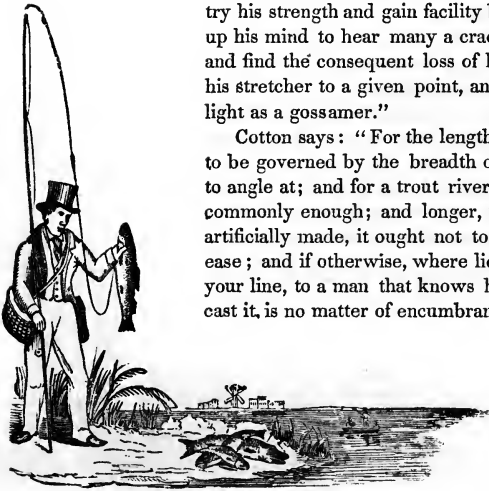 try his strength and gain facility
up his mind to hear many a crac
and find the consequent loss of
his stretcher to a given point, an
light as a gossamer."
Cotton says: "For the length
to be governed by the breadth o
to angle at; and for a trout river
commonly enough; and longer,
artificially made, it ought not to
ease; and if otherwise, where lie
your line, to a man that knows
cast it, is no matter of encumbran